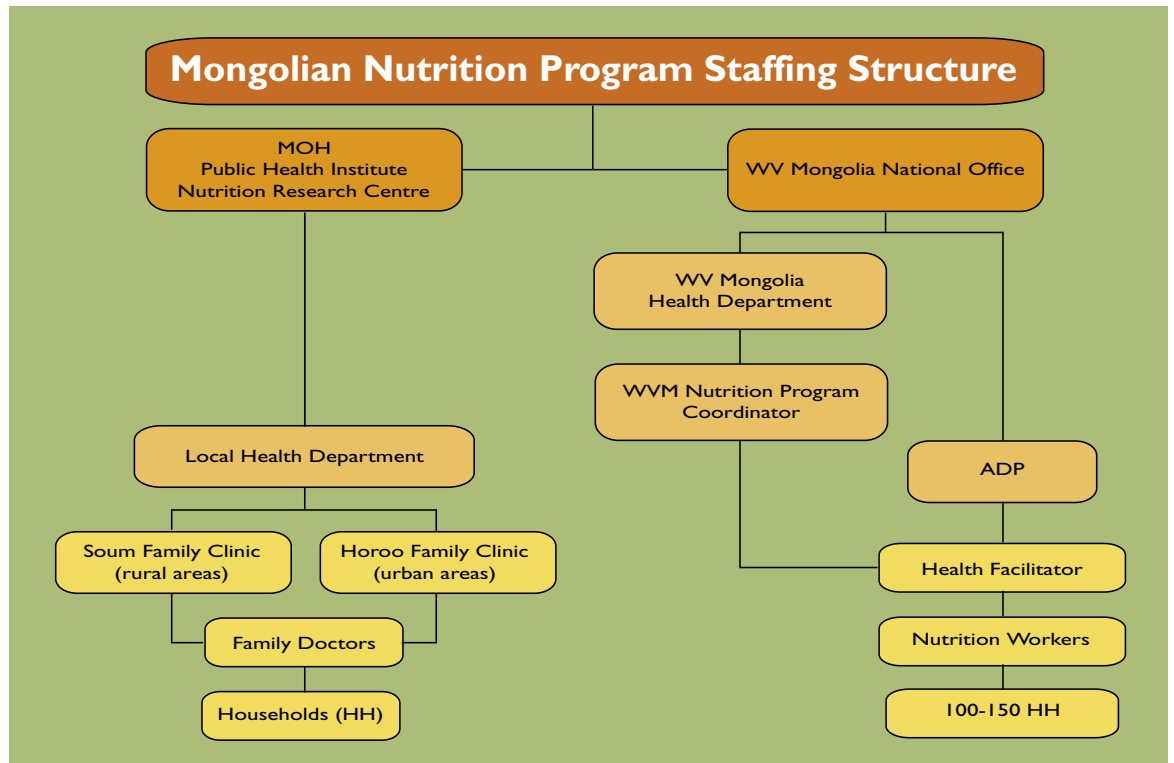 Mongolian Nutrition Program Staffing Structure
MOH
Public Health Institute
Nutrition Research Centre
WV Mongolia National Office
WV Mongolia
Health Department
WVM Nutrition Program
Coordinator
Local Health Department
ADP
Soum Family Clinic
(rural areas)
Horoo Family Clinic
(urban areas)
Health Facilitator
Family Doctors
Nutrition Workers
Households (HH)
100-150 HH